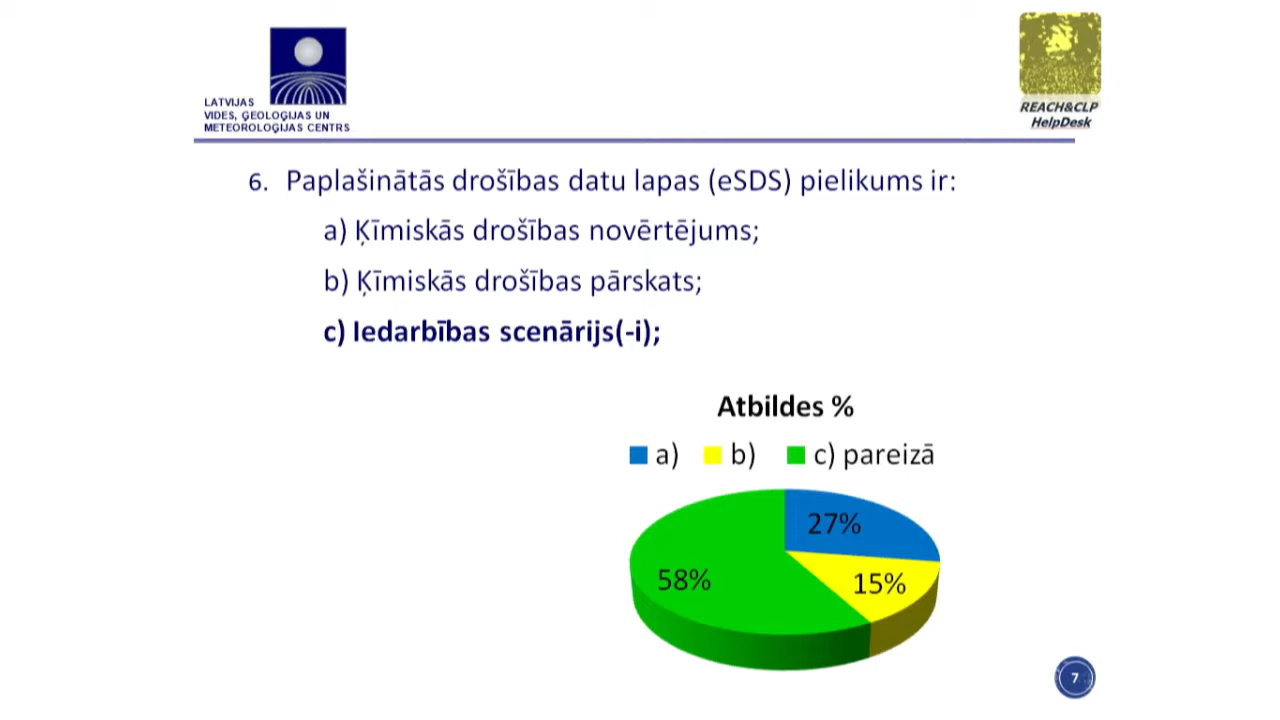 LATVIJAS
VIDES, ĢEOLOĢIJAS UN
METEOROLOĢIJAS CENTRS
REACH&CLP
HelpDesk
6. Paplašinātās drošības datu lapas (eSDS) pielikums ir:
a) Ķīmiskās drošības novērtējums;
b) Ķīmiskās drošības pārskats;
c) Iedarbības scenārijs(-i);
Atbildes %
a) b) c) pareizā
27%
58% 15%
7